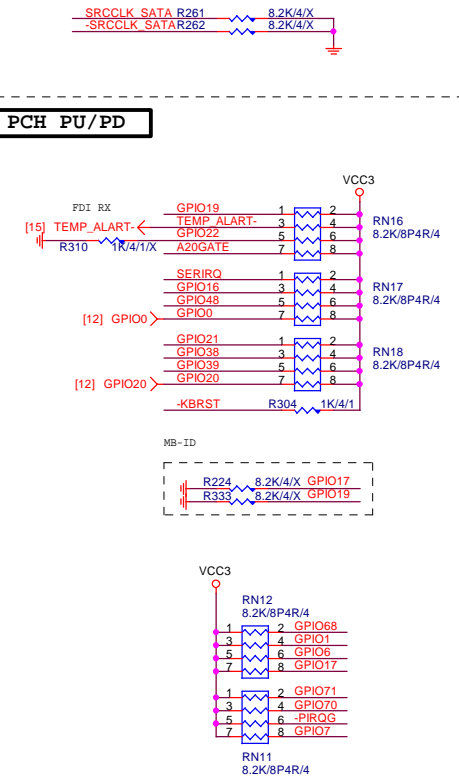 SRCCLK_SATA R261 8.2K/4/X
-SRCCLK_SATA R262 8.2K/4/X
PCH PU/PD
VCC3
FDI RX GPIO19 1 2 RN16
[15] TEMP_ALART- TEMP_ALART- 3 4 8.2K/8P4R/4
GPIO22 5 6
R310 1K/4/1/X A20GATE 7 8
SERIRQ 1 2 RN17
GPIO16 3 4 8.2K/8P4R/4
GPIO48 5 6
[12] GPIO0 GPIO0 7 8
GPIO21 1 2 RN18
GPIO38 3 4 8.2K/8P4R/4
GPIO39 5 6
[12] GPIO20 GPIO20 7 8
-KBRST R304 1K/4/1
MB-ID
R224 8.2K/4/X GPIO17
R333 8.2K/4/X GPIO19
VCC3
RN12
8.2K/8P4R/4
1 2 GPIO68
3 4 GPIO1
5 6 GPIO6
7 8 GPIO17
1 2 GPIO71
3 4 GPIO70
5 6 -PIRQG
7 8 GPIO7
RN11
8.2K/8P4R/4